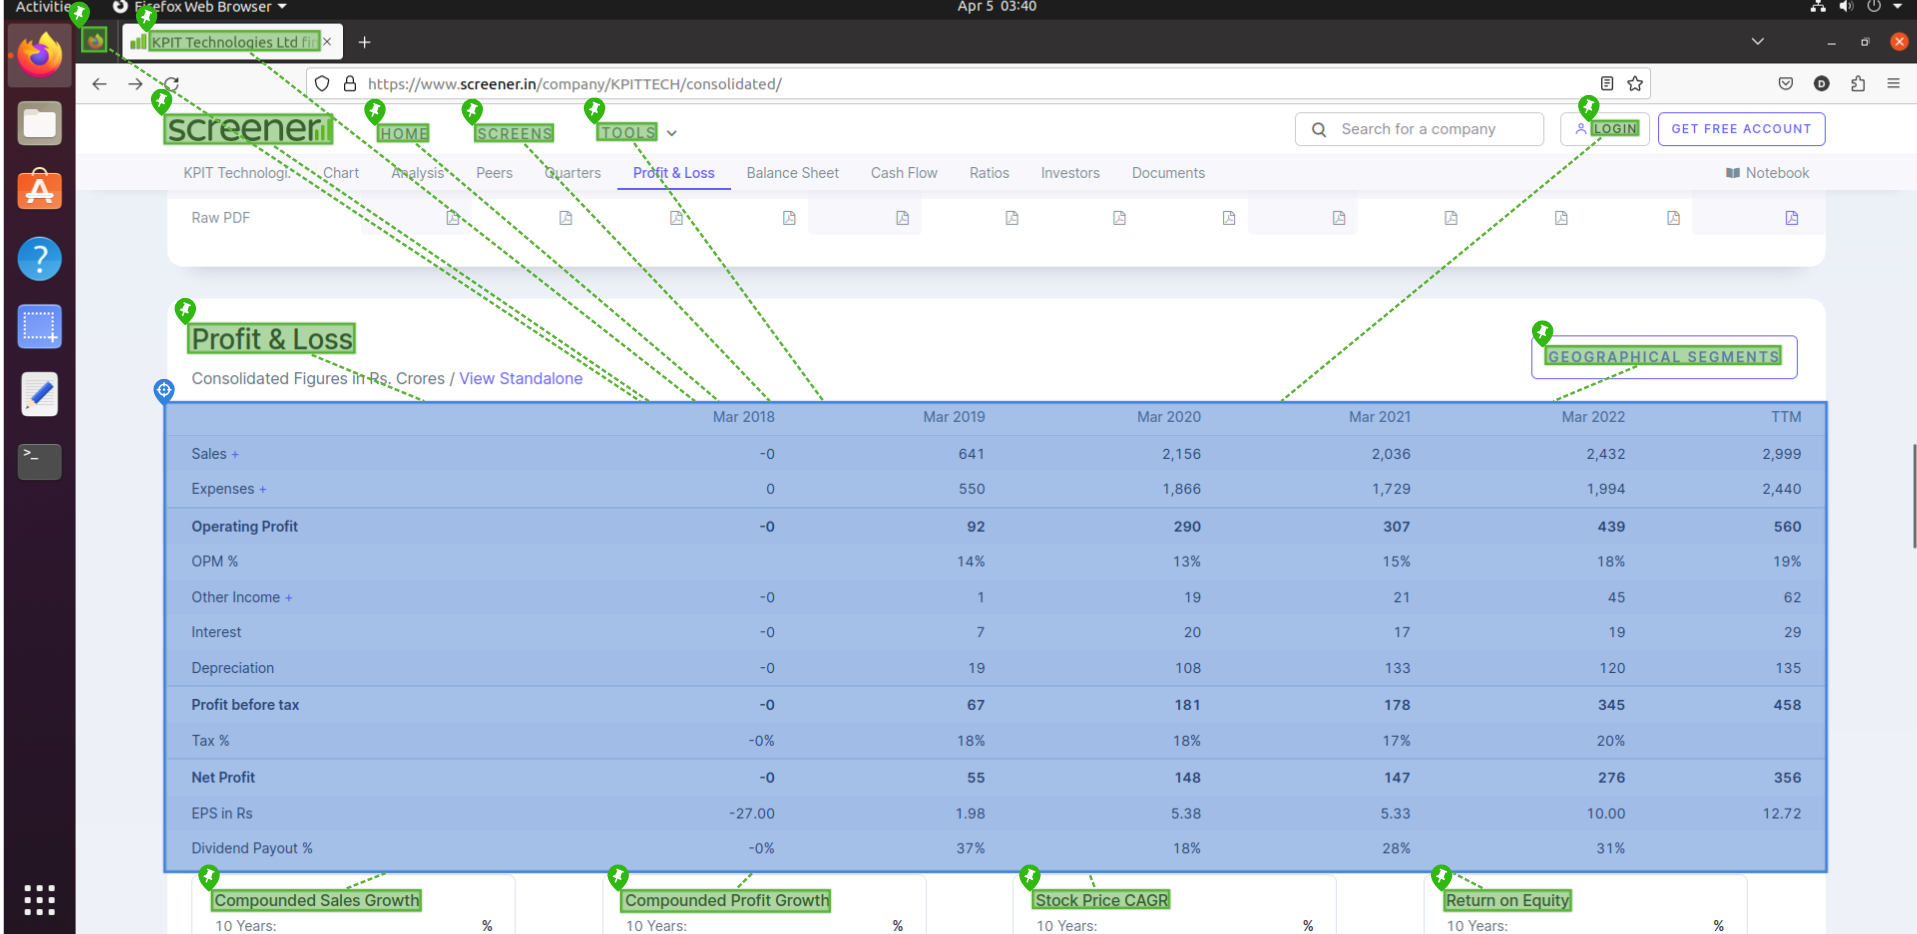 Activitie
Firefox Web Browser
Apr 5 03:40
KPIT Technologies Ltd fin
https://www.screener.in/company/KPITTECH/consolidated/
screener
HOME
SCREENS
TOOLS
Search for a company
LOGIN
GET FREE ACCOUNT
KPIT Technologi.
Chart
Analysis
Peers
Quarters
Profit & Loss
Balance Sheet
Cash Flow
Ratios
Investors
Documents
Notebook
Raw PDF
Profit & Loss
GEOGRAPHICAL SEGMENTS
Consolidated Figures in Rs. Crores / View Standalone
Mar 2018 Mar 2019 Mar 2020 Mar 2021 Mar 2022 TTM
Sales + -0 641 2,156 2,036 2,432 2,999
Expenses + 0 550 1,866 1,729 1,994 2,440
Operating Profit -0 92 290 307 439 560
OPM % 14% 13% 15% 18% 19%
Other Income + -0 1 19 21 45 62
Interest -0 7 20 17 19 29
Depreciation -0 19 108 133 120 135
Profit before tax -0 67 181 178 345 458
Tax % -0% 18% 18% 17% 20%
Net Profit -0 55 148 147 276 356
EPS in Rs -27.00 1.98 5.38 5.33 10.00 12.72
Dividend Payout % -0% 37% 18% 28% 31%
Compounded Sales Growth
10 Years: %
Compounded Profit Growth
10 Years: %
Stock Price CAGR
10 Years: %
Return on Equity
10 Years: %